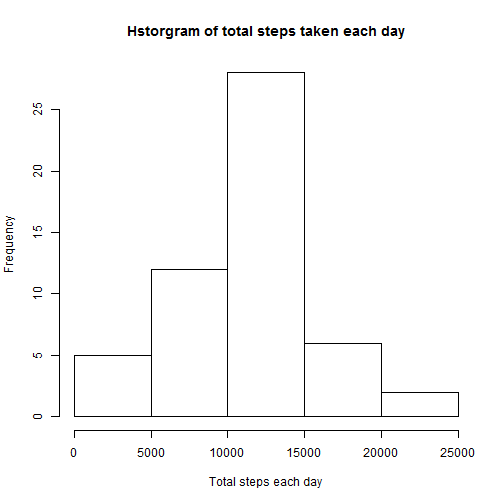 Hstorgram of total steps taken each day
Frequency
25
20
15
10
5
0
0 5000 10000 15000 20000 25000
Total steps each day